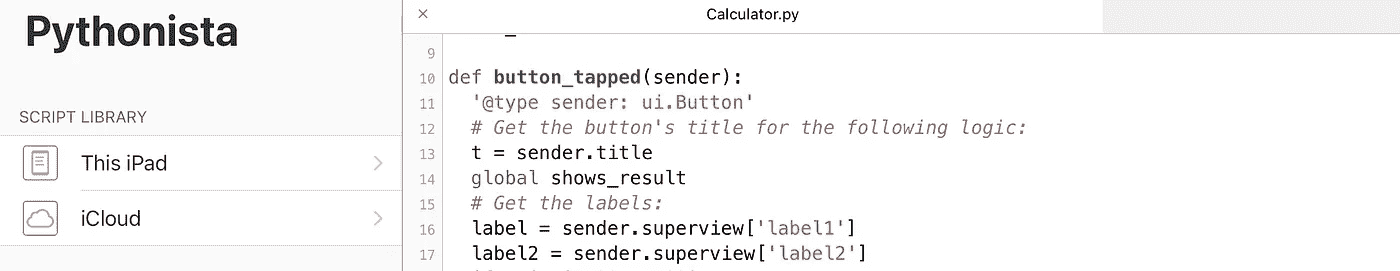 Pythonista
SCRIPT LIBRARY
This iPad
iCloud
Calculator.py
9
10 def button_tapped(sender):
11 '@type sender: ui.Button'
12 # Get the button's title for the following logic:
13 t = sender.title
14 global shows_result
15 # Get the labels:
16 label = sender.superview['label1']
17 label2 = sender.superview['label2']